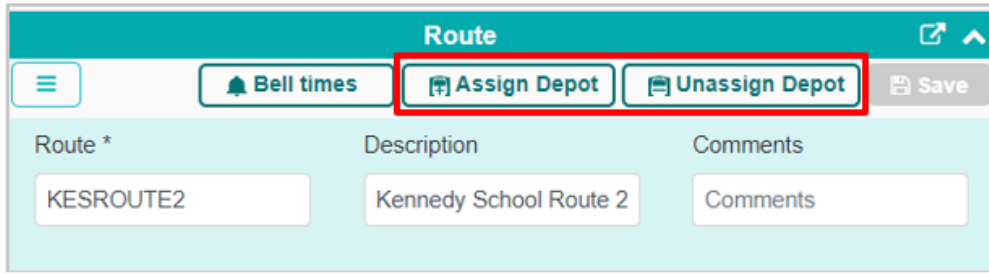 Route
Bell times Assign Depot Unassign Depot Save
Route * Description Comments
KESROUTE2 Kennedy School Route 2 Comments